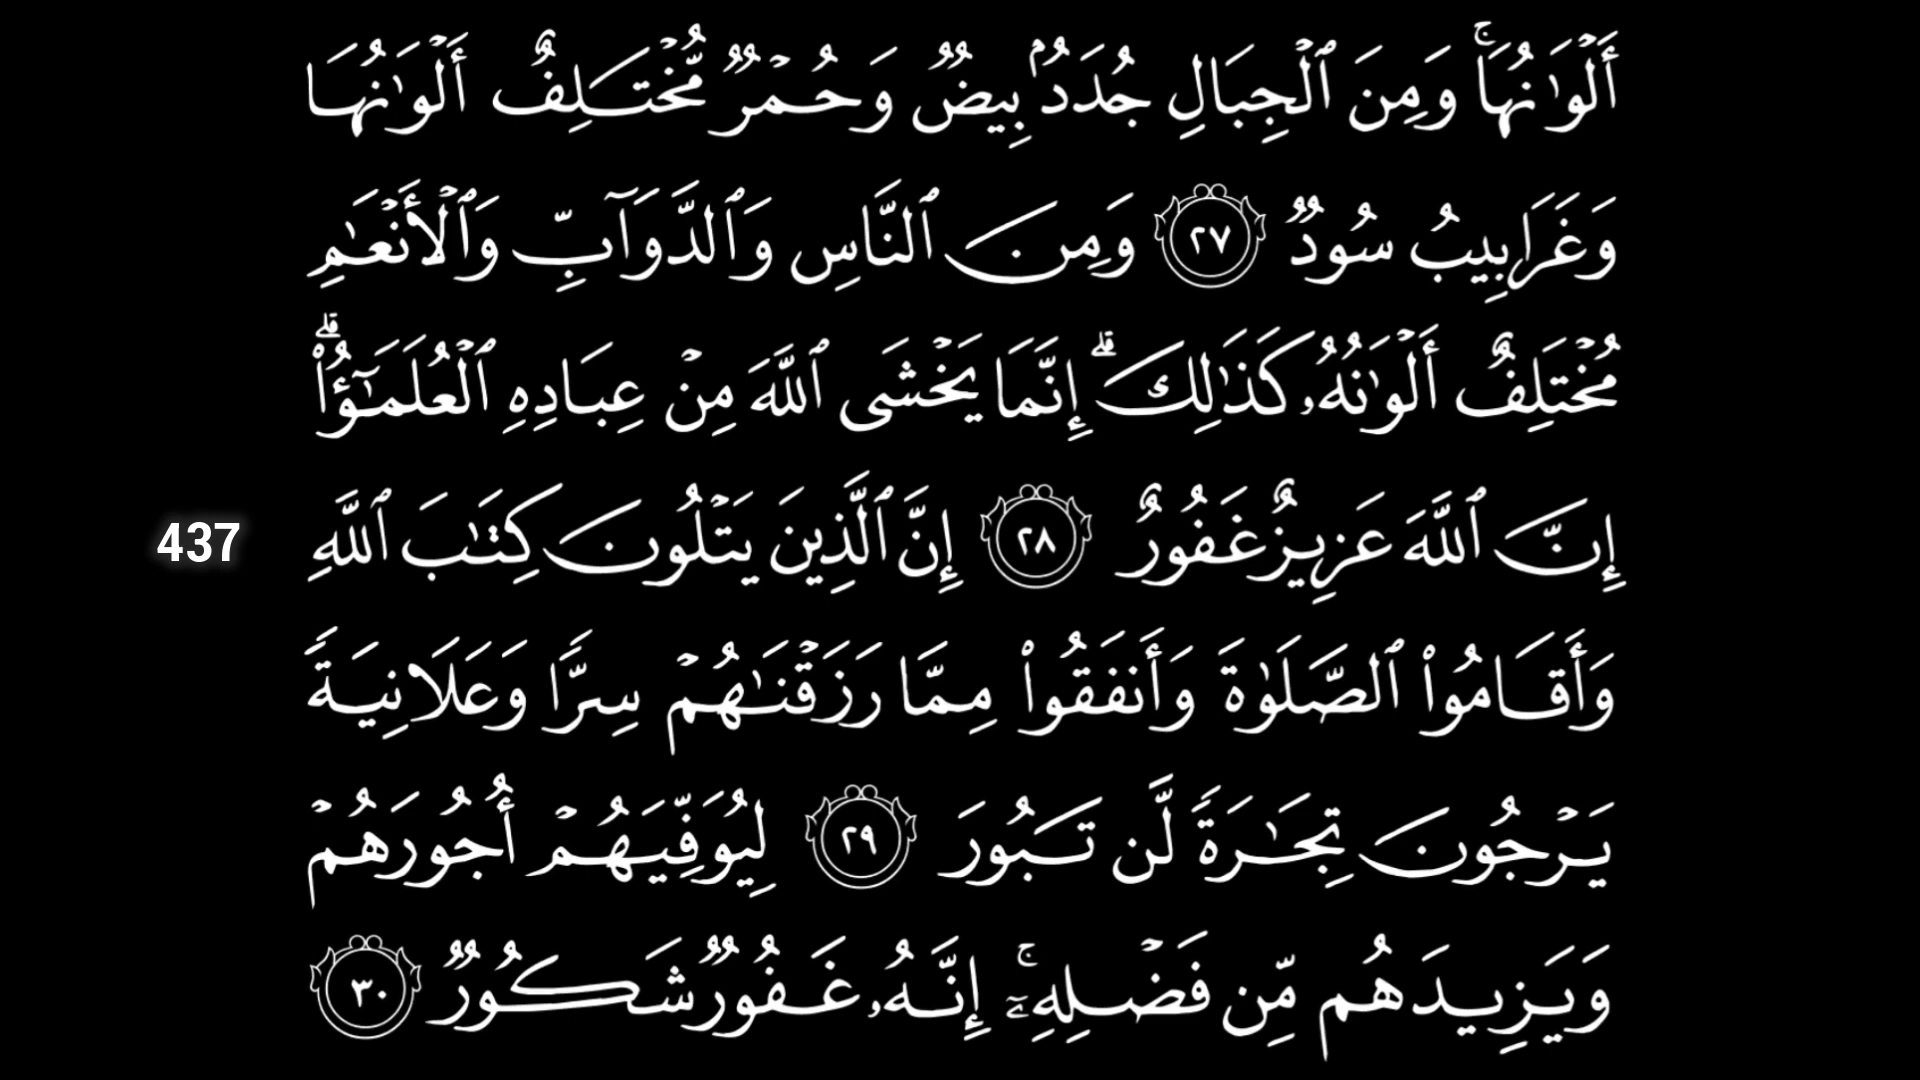 أَلْوَٰنُهَا ۚ وَمِنَ ٱلْجِبَالِ جُدَدٌۢ بِيضٌ وَحُمْرٌ مُّخْتَلِفٌ أَلْوَٰنُهَا
وَغَرَابِيبُ سُودٌ ٢٧ وَمِنَ ٱلنَّاسِ وَٱلدَّوَآبِّ وَٱلْأَنْعَٰمِ
مُخْتَلِفٌ أَلْوَٰنُهُۥ كَذَٰلِكَ ۗ إِنَّمَا يَخْشَى ٱللَّهَ مِنْ عِبَادِهِ ٱلْعُلَمَٰٓؤُا۟ ۗ
437
إِنَّ ٱللَّهَ عَزِيزٌ غَفُورٌ ٢٨ إِنَّ ٱلَّذِينَ يَتْلُونَ كِتَٰبَ ٱللَّهِ
وَأَقَامُوا۟ ٱلصَّلَوٰةَ وَأَنفَقُوا۟ مِمَّا رَزَقْنَٰهُمْ سِرًّا وَعَلَانِيَةً
يَرْجُونَ تِجَٰرَةً لَّن تَبُورَ ٢٩ لِيُوَفِّيَهُمْ أُجُورَهُمْ
وَيَزِيدَهُم مِّن فَضْلِهِۦٓ ۚ إِنَّهُۥ غَفُورٌ شَكُورٌ ٣٠